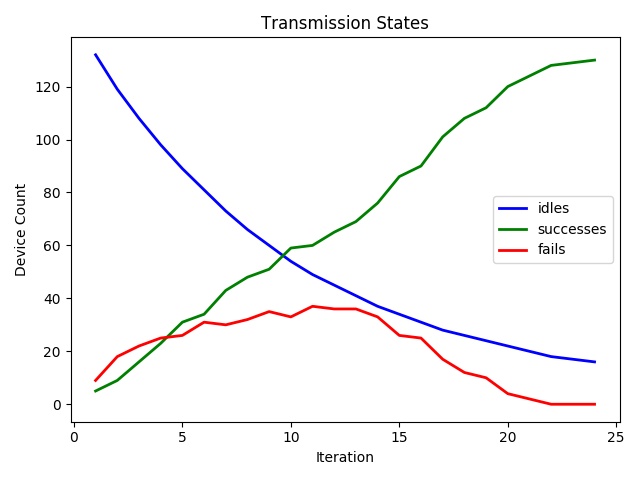 Transmission States
Device Count
120
100
80
60
40
20
0
idles
successes
fails
0 5 10 15 20 25
Iteration